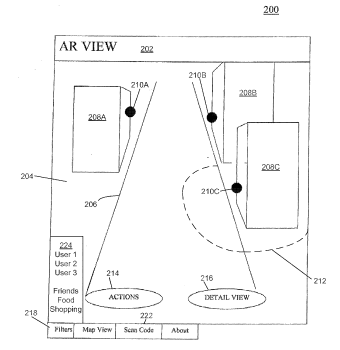 200
AR VIEW
202
210A
210B
208A
208B
208C
204
206
210C
224
User 1
User 2
User 3
Friends
Food
Shopping
214
ACTIONS
216
DETAIL VIEW
212
218
222
Filters
Map View
Scan Code
About